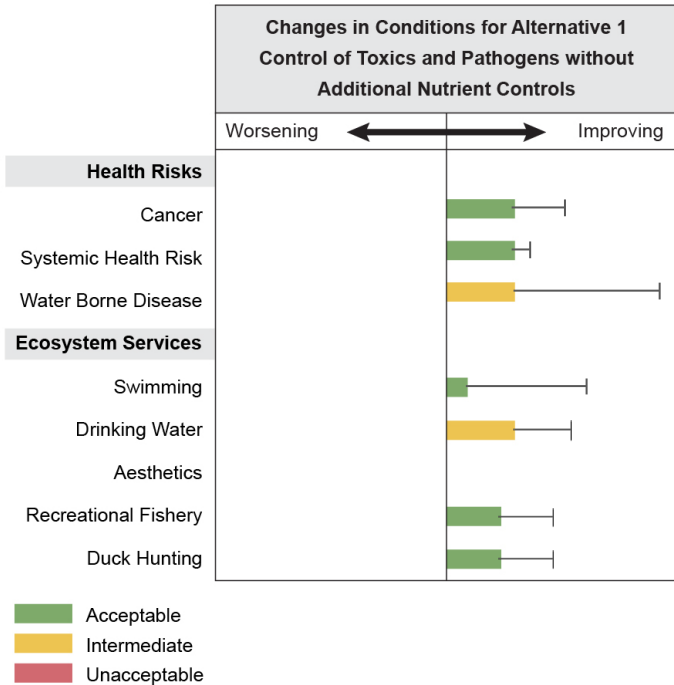 Changes in Conditions for Alternative 1
Control of Toxics and Pathogens without
Additional Nutrient Controls
Worsening Improving
Health Risks
Cancer
Systemic Health Risk
Water Borne Disease
Ecosystem Services
Swimming
Drinking Water
Aesthetics
Recreational Fishery
Duck Hunting
Acceptable
Intermediate
Unacceptable